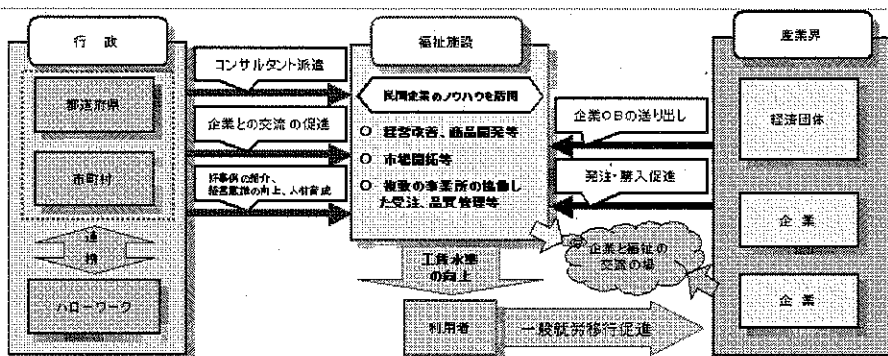 行 政
都道府県
市町村
連
携
ハローワーク
コンサルタント派遣
企業との交流の促進
好事例の紹介、
経営意識の向上、人材育成
福祉施設
民間企業のノウハウを活用
○ 経営改善、商品開発等
○ 市場開拓等
○ 複数の事業所の協働し
た受注、品質管理等
工賃水準
の向上
利用者
一般就労移行促進
企業OBの送り出し
発注・購入促進
企業と福祉の
交流の場
産業界
経済団体
企 業
企 業